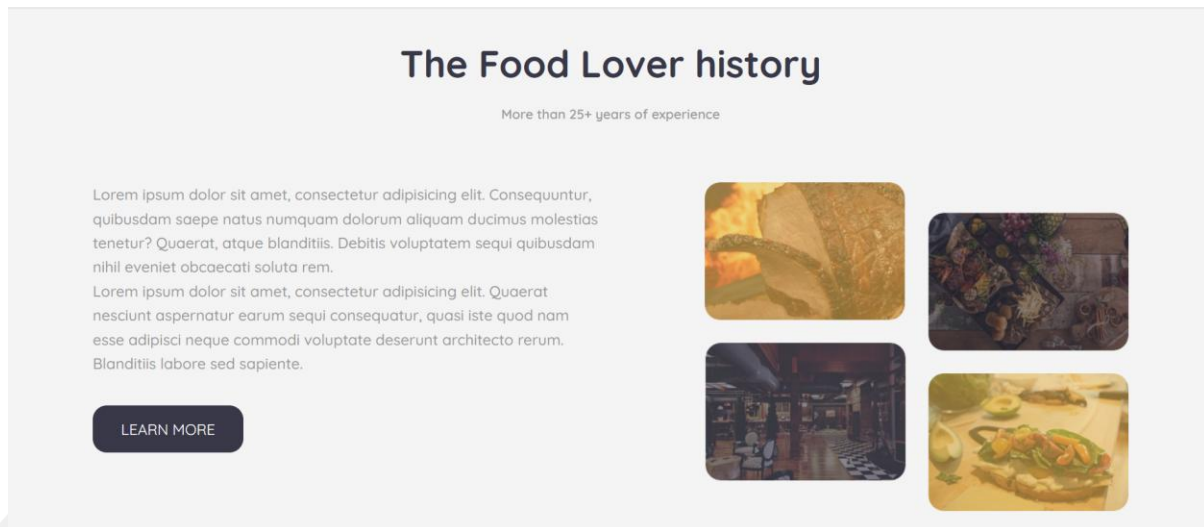 The Food Lover history
More than 25+ years of experience
Lorem ipsum dolor sit amet, consectetur adipisicing elit. Consequuntur,
quibusdam saepe natus numquam dolorum aliquam ducimus molestias
tenetur? Quaerat, atque blanditiis. Debitis voluptatem sequi quibusdam
nihil eveniet obcaecati soluta rem.
Lorem ipsum dolor sit amet, consectetur adipisicing elit. Quaerat
nesciunt aspernatur earum sequi consequatur, quasi iste quod nam
esse adipisci neque commodi voluptate deserunt architecto rerum.
Blanditiis labore sed sapiente.
LEARN MORE